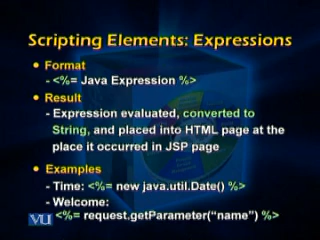 Scripting Elements: Expressions
• Format
- <%= Java Expression %>
• Result
- Expression evaluated, converted to
String, and placed into HTML page at the
place it occurred in JSP page
• Examples
- Time: <%= new java.util.Date() %>
- Welcome:
<%= request.getParameter("name") %>
VU